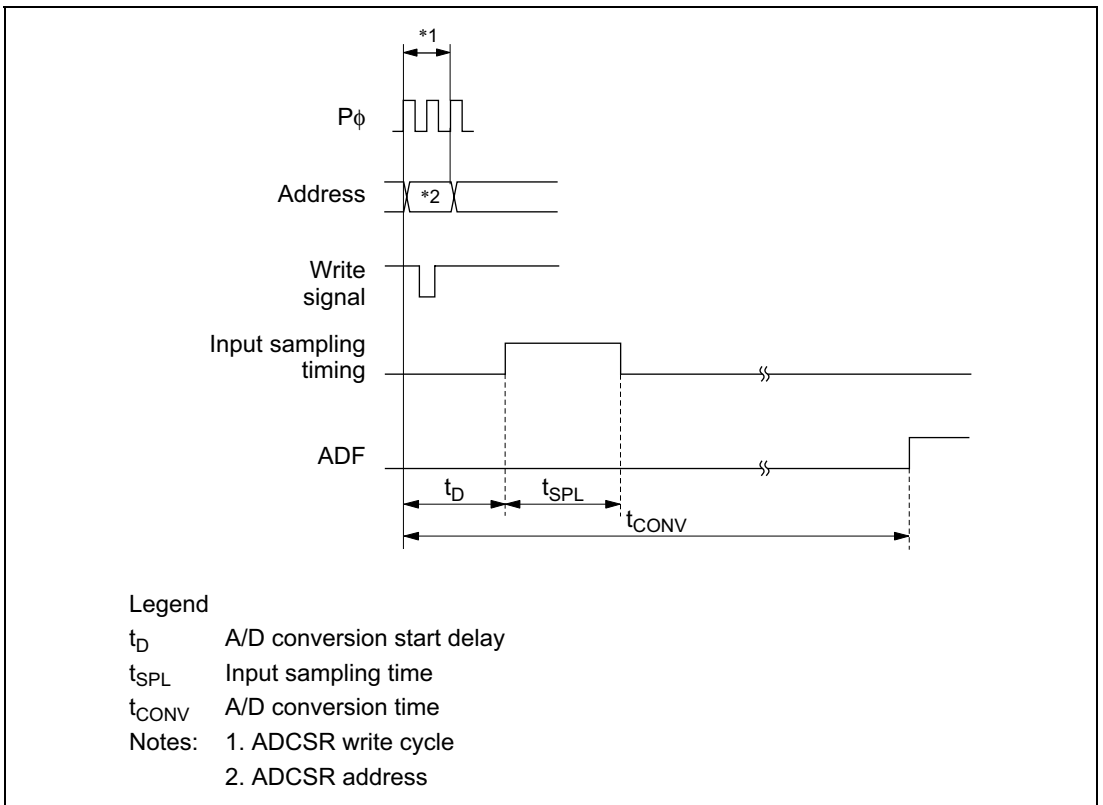 *1
Pϕ
Address
*2
Write
signal
Input sampling
timing
ADF
tD
tSPL
tCONV
Legend
tD A/D conversion start delay
tSPL Input sampling time
tCONV A/D conversion time
Notes: 1. ADCSR write cycle
2. ADCSR address